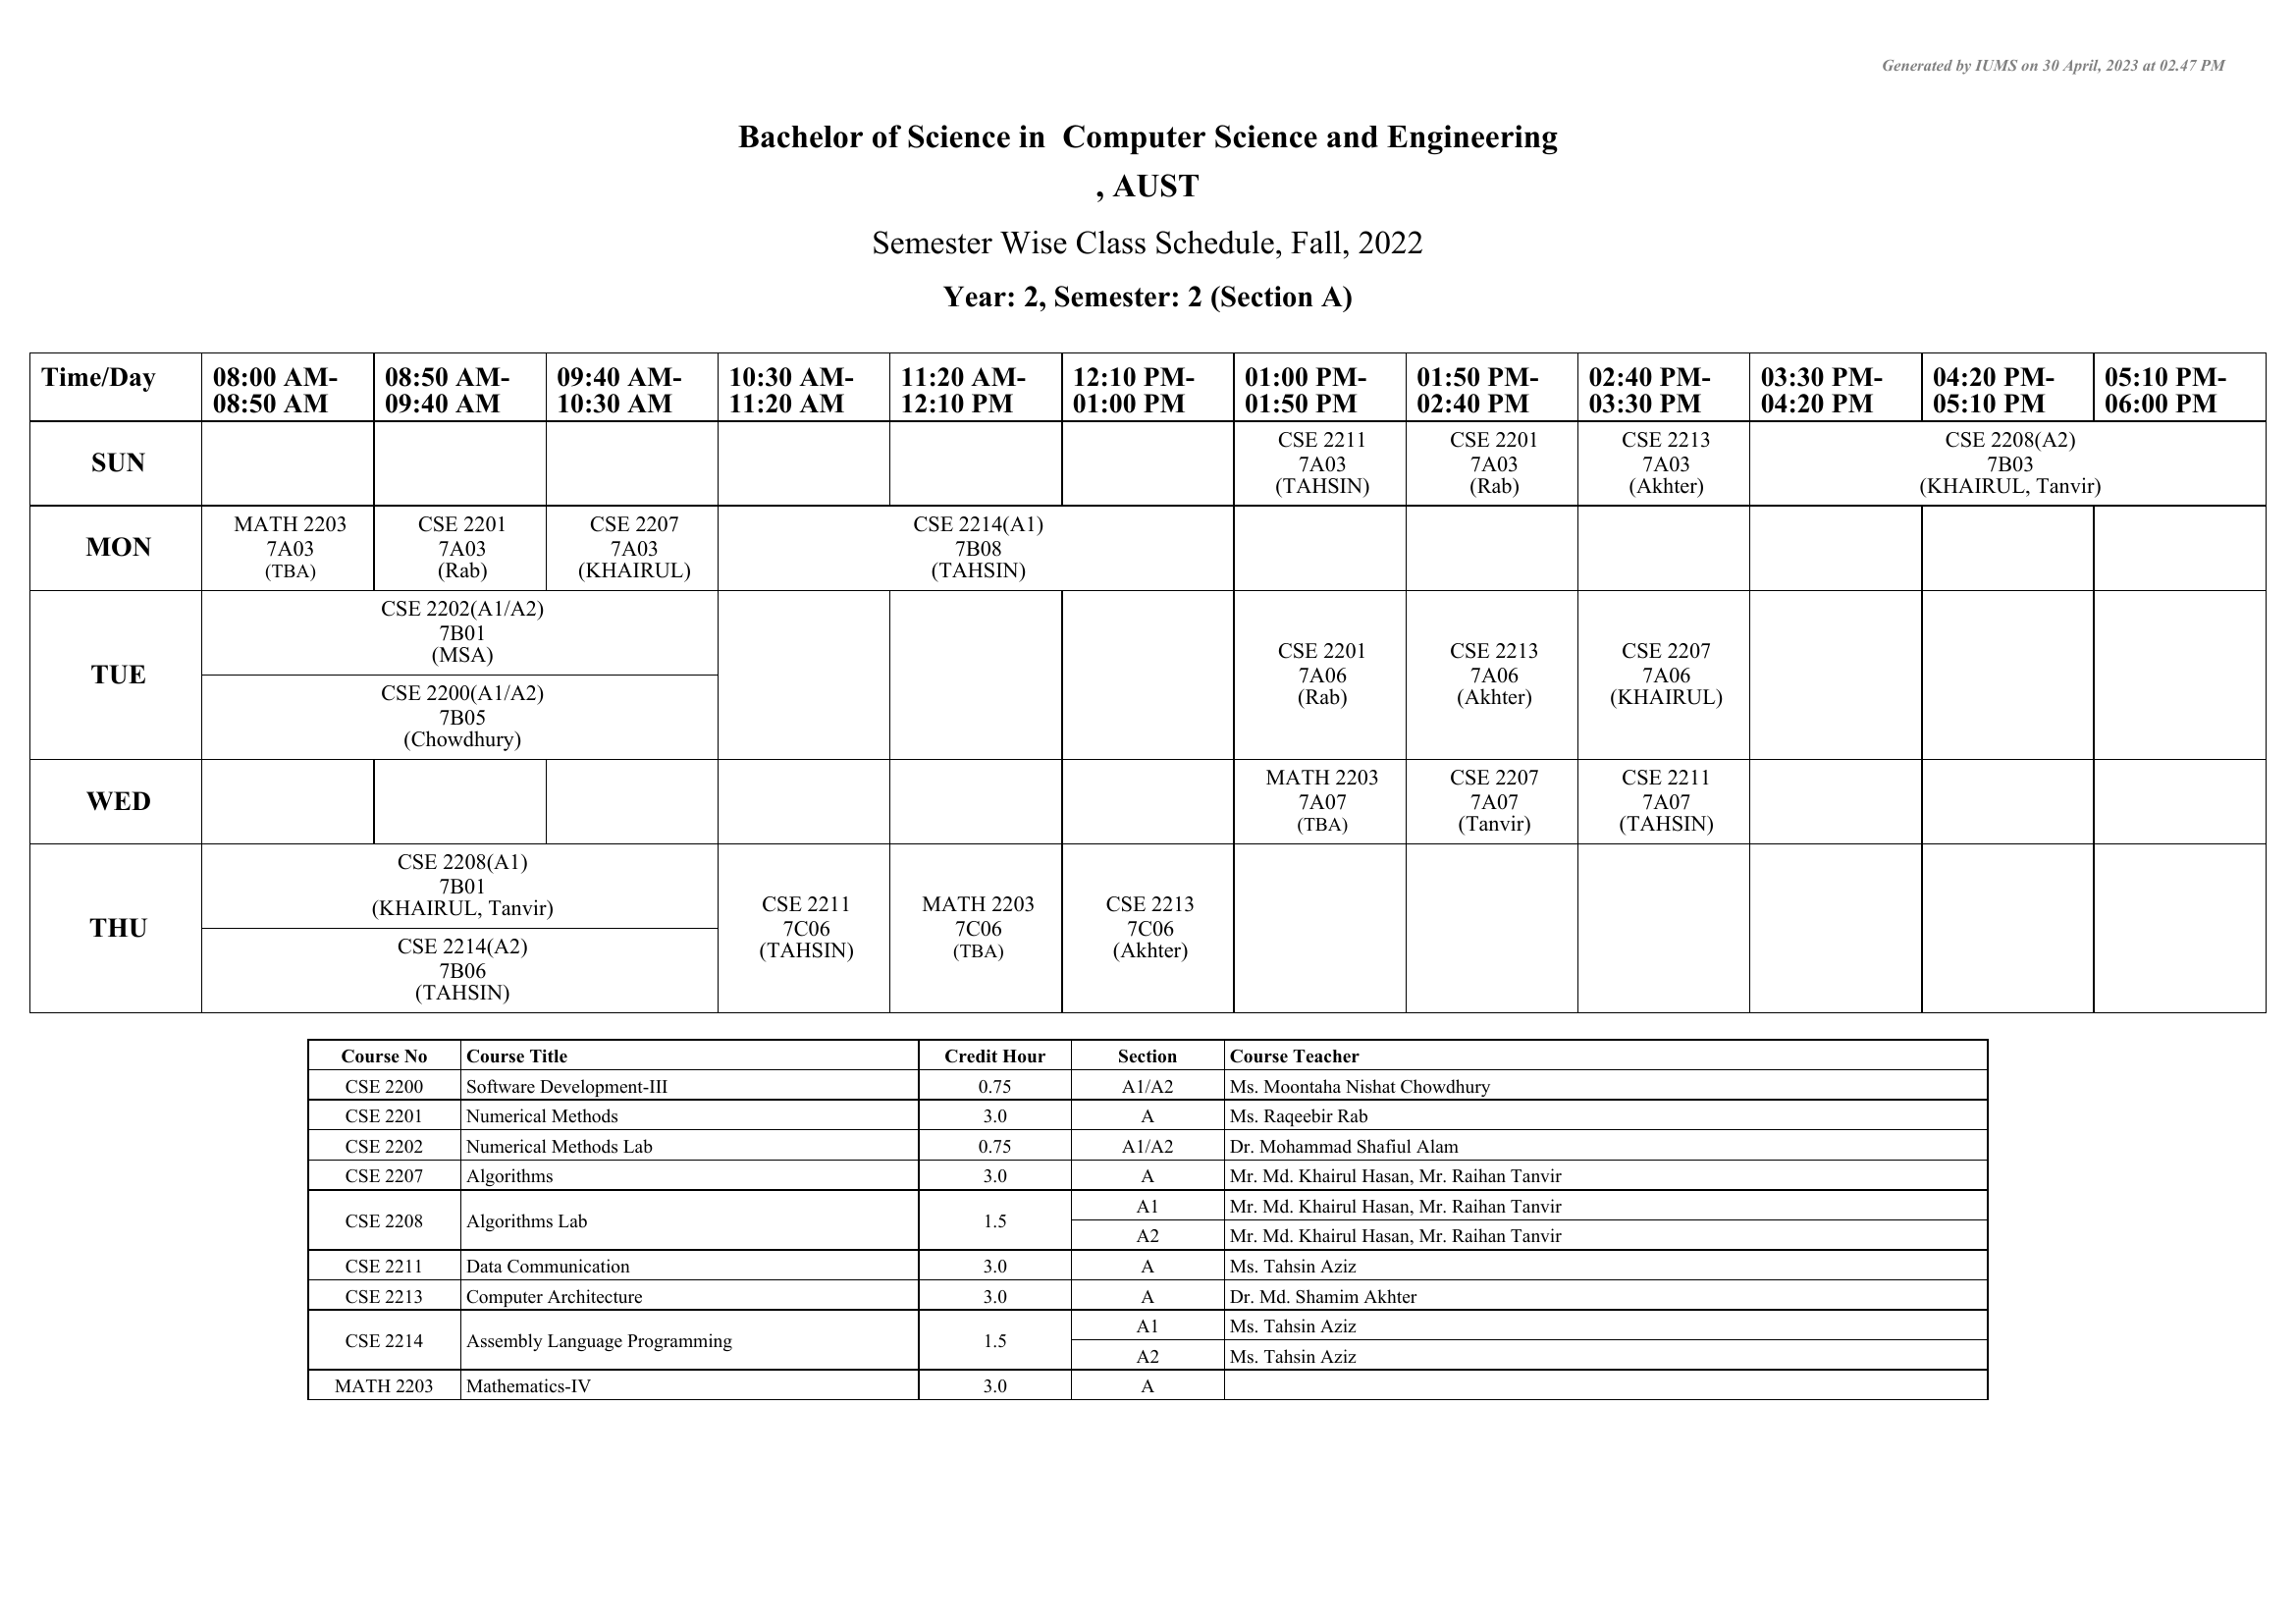 Generated by IUMS on 30 April, 2023 at 02.47 PM
Bachelor of Science in  Computer Science and Engineering
, AUST
Semester Wise Class Schedule, Fall, 2022
Year: 2, Semester: 2 (Section A)
Time/Day 08:00 AM- 08:50 AM- 09:40 AM- 10:30 AM- 11:20 AM- 12:10 PM- 01:00 PM- 01:50 PM- 02:40 PM- 03:30 PM- 04:20 PM- 05:10 PM-
08:50 AM 09:40 AM 10:30 AM 11:20 AM 12:10 PM 01:00 PM 01:50 PM 02:40 PM 03:30 PM 04:20 PM 05:10 PM 06:00 PM
SUN
CSE 2211
7A03
(TAHSIN)
CSE 2201
7A03
(Rab)
CSE 2213
7A03
(Akhter)
CSE 2208(A2)
7B03
(KHAIRUL, Tanvir)
MON
MATH 2203
7A03
(TBA)
CSE 2201
7A03
(Rab)
CSE 2207
7A03
(KHAIRUL)
CSE 2214(A1)
7B08
(TAHSIN)
TUE
CSE 2202(A1/A2)
7B01
(MSA)
CSE 2200(A1/A2)
7B05
(Chowdhury)
CSE 2201
7A06
(Rab)
CSE 2213
7A06
(Akhter)
CSE 2207
7A06
(KHAIRUL)
WED
MATH 2203
7A07
(TBA)
CSE 2207
7A07
(Tanvir)
CSE 2211
7A07
(TAHSIN)
THU
CSE 2208(A1)
7B01
(KHAIRUL, Tanvir)
CSE 2214(A2)
7B06
(TAHSIN)
CSE 2211
7C06
(TAHSIN)
MATH 2203
7C06
(TBA)
CSE 2213
7C06
(Akhter)
Course No Course Title Credit Hour Section Course Teacher
CSE 2200 Software Development-III 0.75 A1/A2 Ms. Moontaha Nishat Chowdhury
CSE 2201 Numerical Methods 3.0 A Ms. Raqeebir Rab
CSE 2202 Numerical Methods Lab 0.75 A1/A2 Dr. Mohammad Shafiul Alam
CSE 2207 Algorithms 3.0 A Mr. Md. Khairul Hasan, Mr. Raihan Tanvir
CSE 2208 Algorithms Lab 1.5 A1 Mr. Md. Khairul Hasan, Mr. Raihan Tanvir
A2 Mr. Md. Khairul Hasan, Mr. Raihan Tanvir
CSE 2211 Data Communication 3.0 A Ms. Tahsin Aziz
CSE 2213 Computer Architecture 3.0 A Dr. Md. Shamim Akhter
CSE 2214 Assembly Language Programming 1.5 A1 Ms. Tahsin Aziz
A2 Ms. Tahsin Aziz
MATH 2203 Mathematics-IV 3.0 A